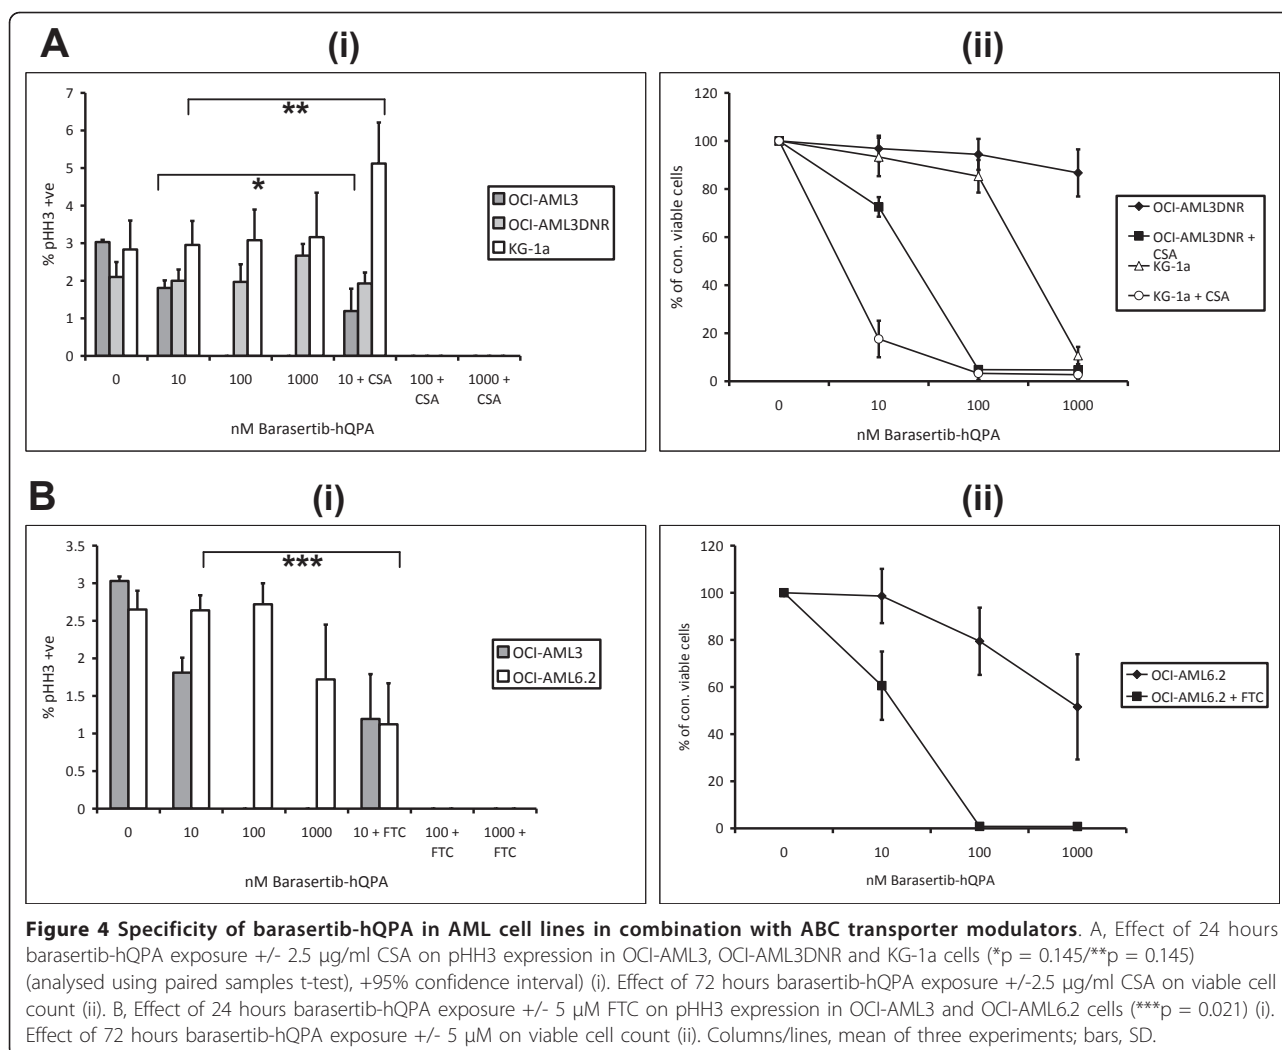 A
(i)
(ii)
7
6
5
4
3
2
1
0
% pHH3 +ve
**
*
0
10
100
1000
10 + CSA
100 +
CSA
1000 +
CSA
nM Barasertib-hQPA
OCI-AML3
OCI-AML3DNR
KG-1a
120
100
80
60
40
20
0
% of con. viable cells
0
10
100
1000
nM Barasertib-hQPA
OCI-AML3DNR
OCI-AML3DNR +
CSA
KG-1a
KG-1a + CSA
B
(i)
(ii)
3.5
3
2.5
2
1.5
1
0.5
0
% pHH3 +ve
***
0
10
100
1000
10 + FTC
100 +
FTC
1000 +
FTC
nM Barasertib-hQPA
OCI-AML3
OCI-AML6.2
120
100
80
60
40
20
0
% of con. viable cells
0
10
100
1000
nM Barasertib-hQPA
OCI-AML6.2
OCI-AML6.2 + FTC
Figure 4 Specificity of barasertib-hQPA in AML cell lines in combination with ABC transporter modulators. A, Effect of 24 hours
barasertib-hQPA exposure +/- 2.5 µg/ml CSA on pHH3 expression in OCI-AML3, OCI-AML3DNR and KG-1a cells (*p = 0.145/**p = 0.145)
(analysed using paired samples t-test), +95% confidence interval) (i). Effect of 72 hours barasertib-hQPA exposure +/-2.5 µg/ml CSA on viable cell
count (ii). B, Effect of 24 hours barasertib-hQPA exposure +/- 5 µM FTC on pHH3 expression in OCI-AML3 and OCI-AML6.2 cells (***p = 0.021) (i).
Effect of 72 hours barasertib-hQPA exposure +/- 5 µM on viable cell count (ii). Columns/lines, mean of three experiments; bars, SD.